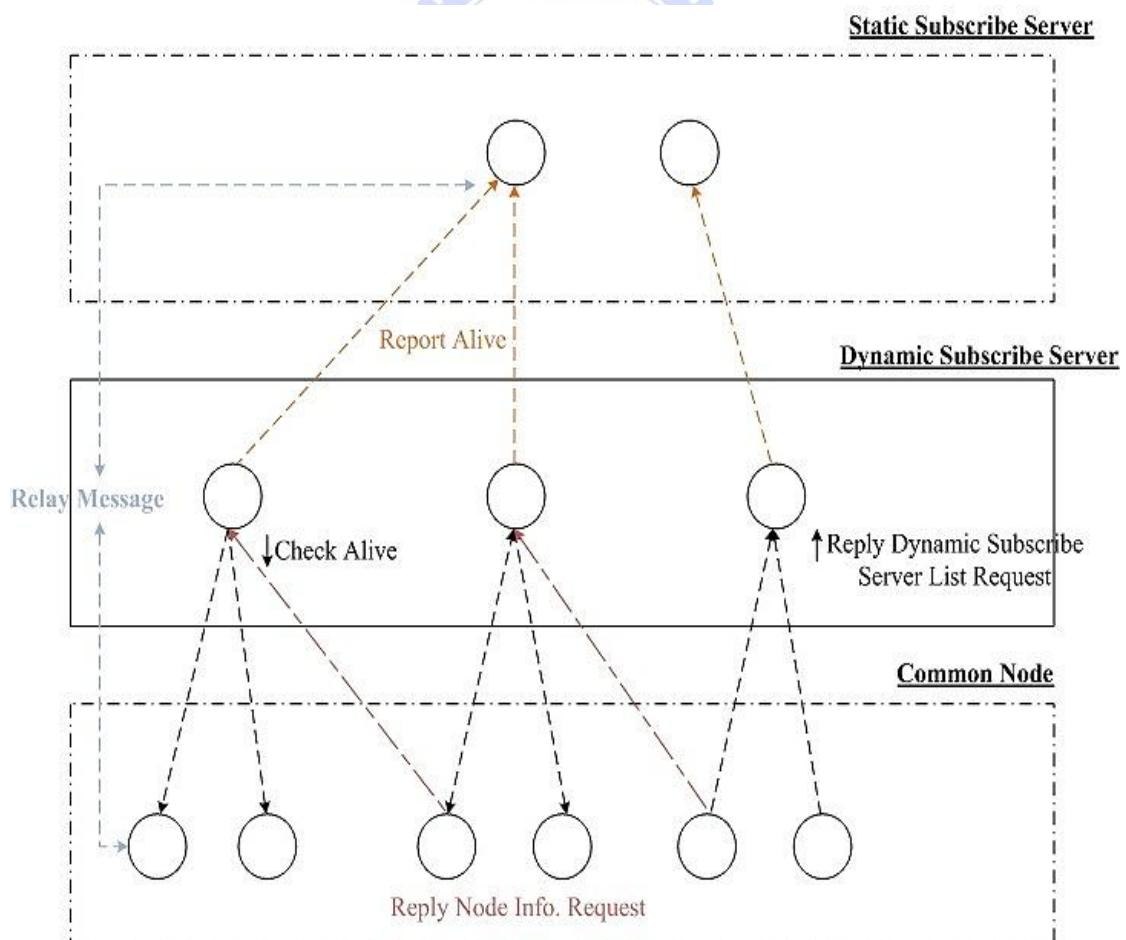 Static Subscribe Server
Report Alive
Dynamic Subscribe Server
Relay Message
Check Alive
Reply Dynamic Subscribe
Server List Request
Common Node
Reply Node Info. Request